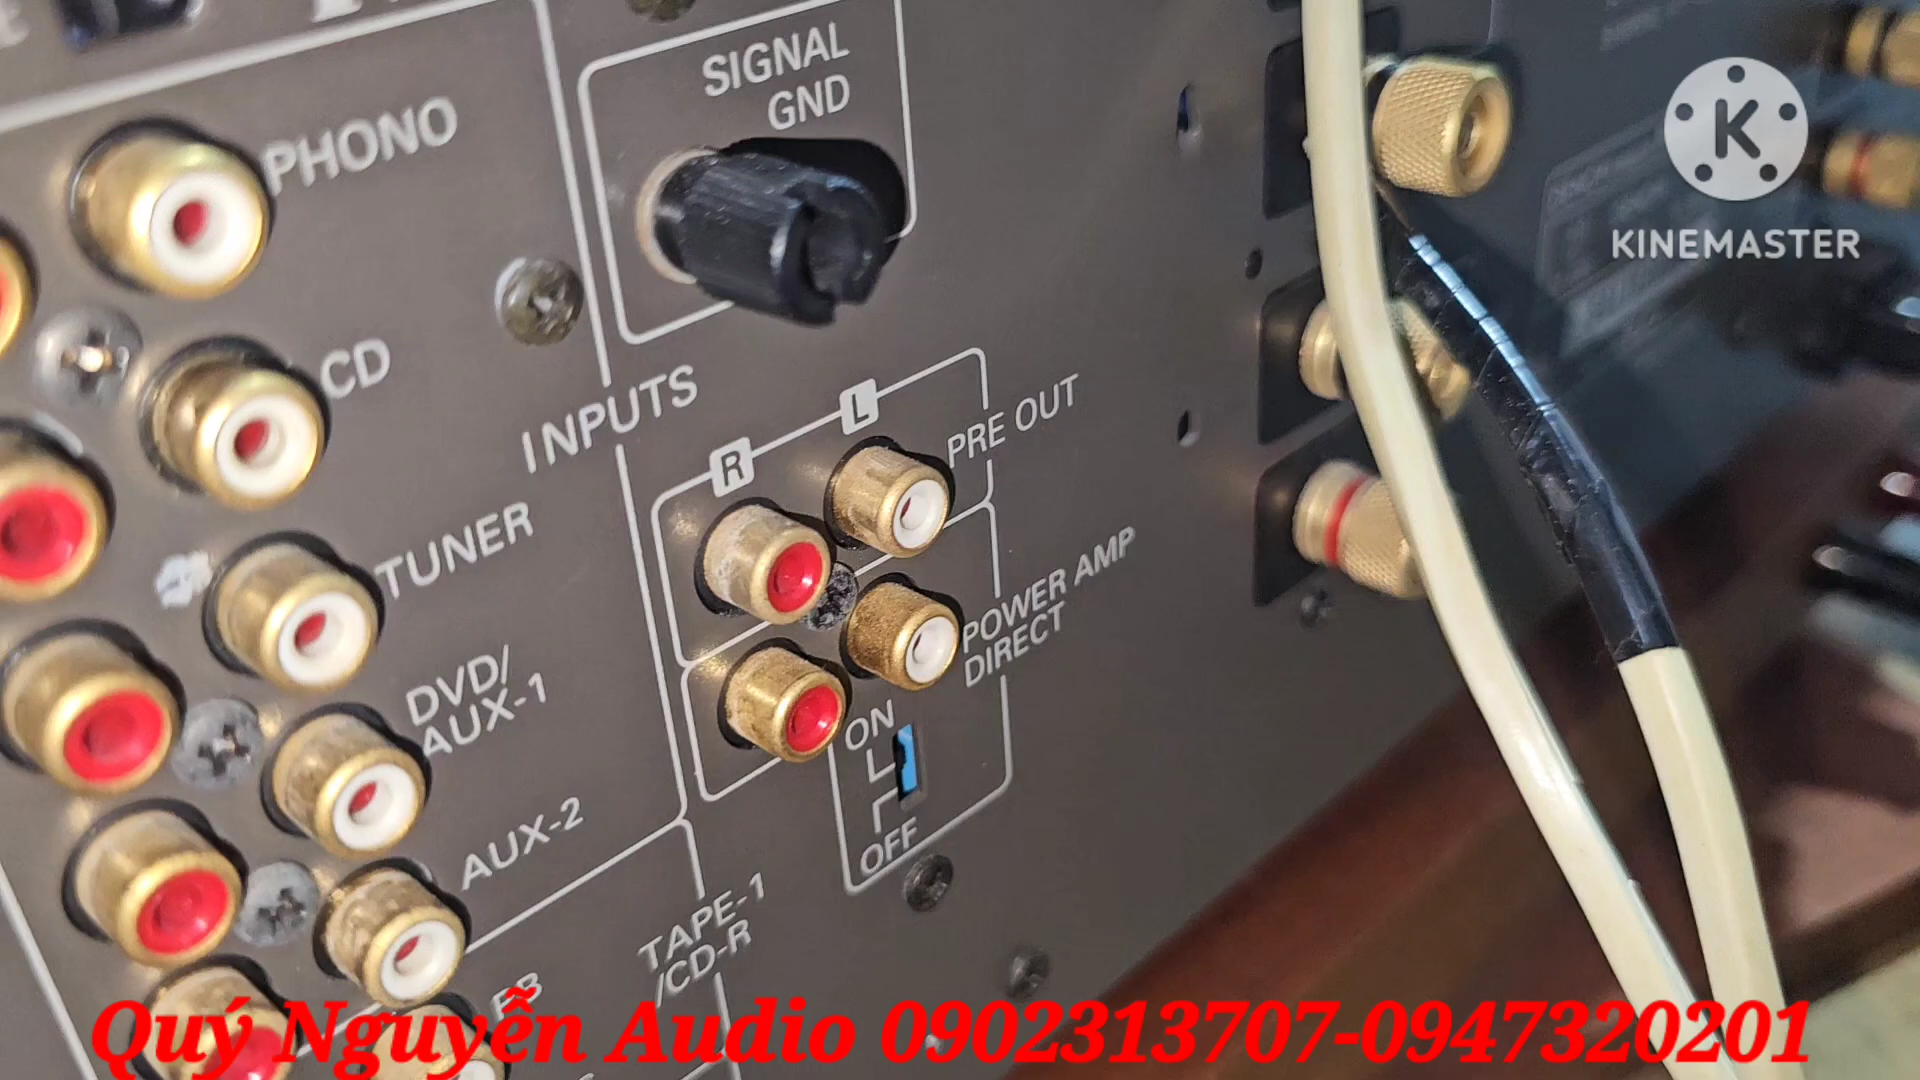 PHONO
SIGNAL
GND
K
KINEMASTER
CD
INPUTS
R
L
PRE OUT
TUNER
POWER AMP
DIRECT
DVD/
AUX-1
ON
OFF
AUX-2
TAPE-1
/CD-R
Quý Nguyễn Audio 0902313707-0947320201